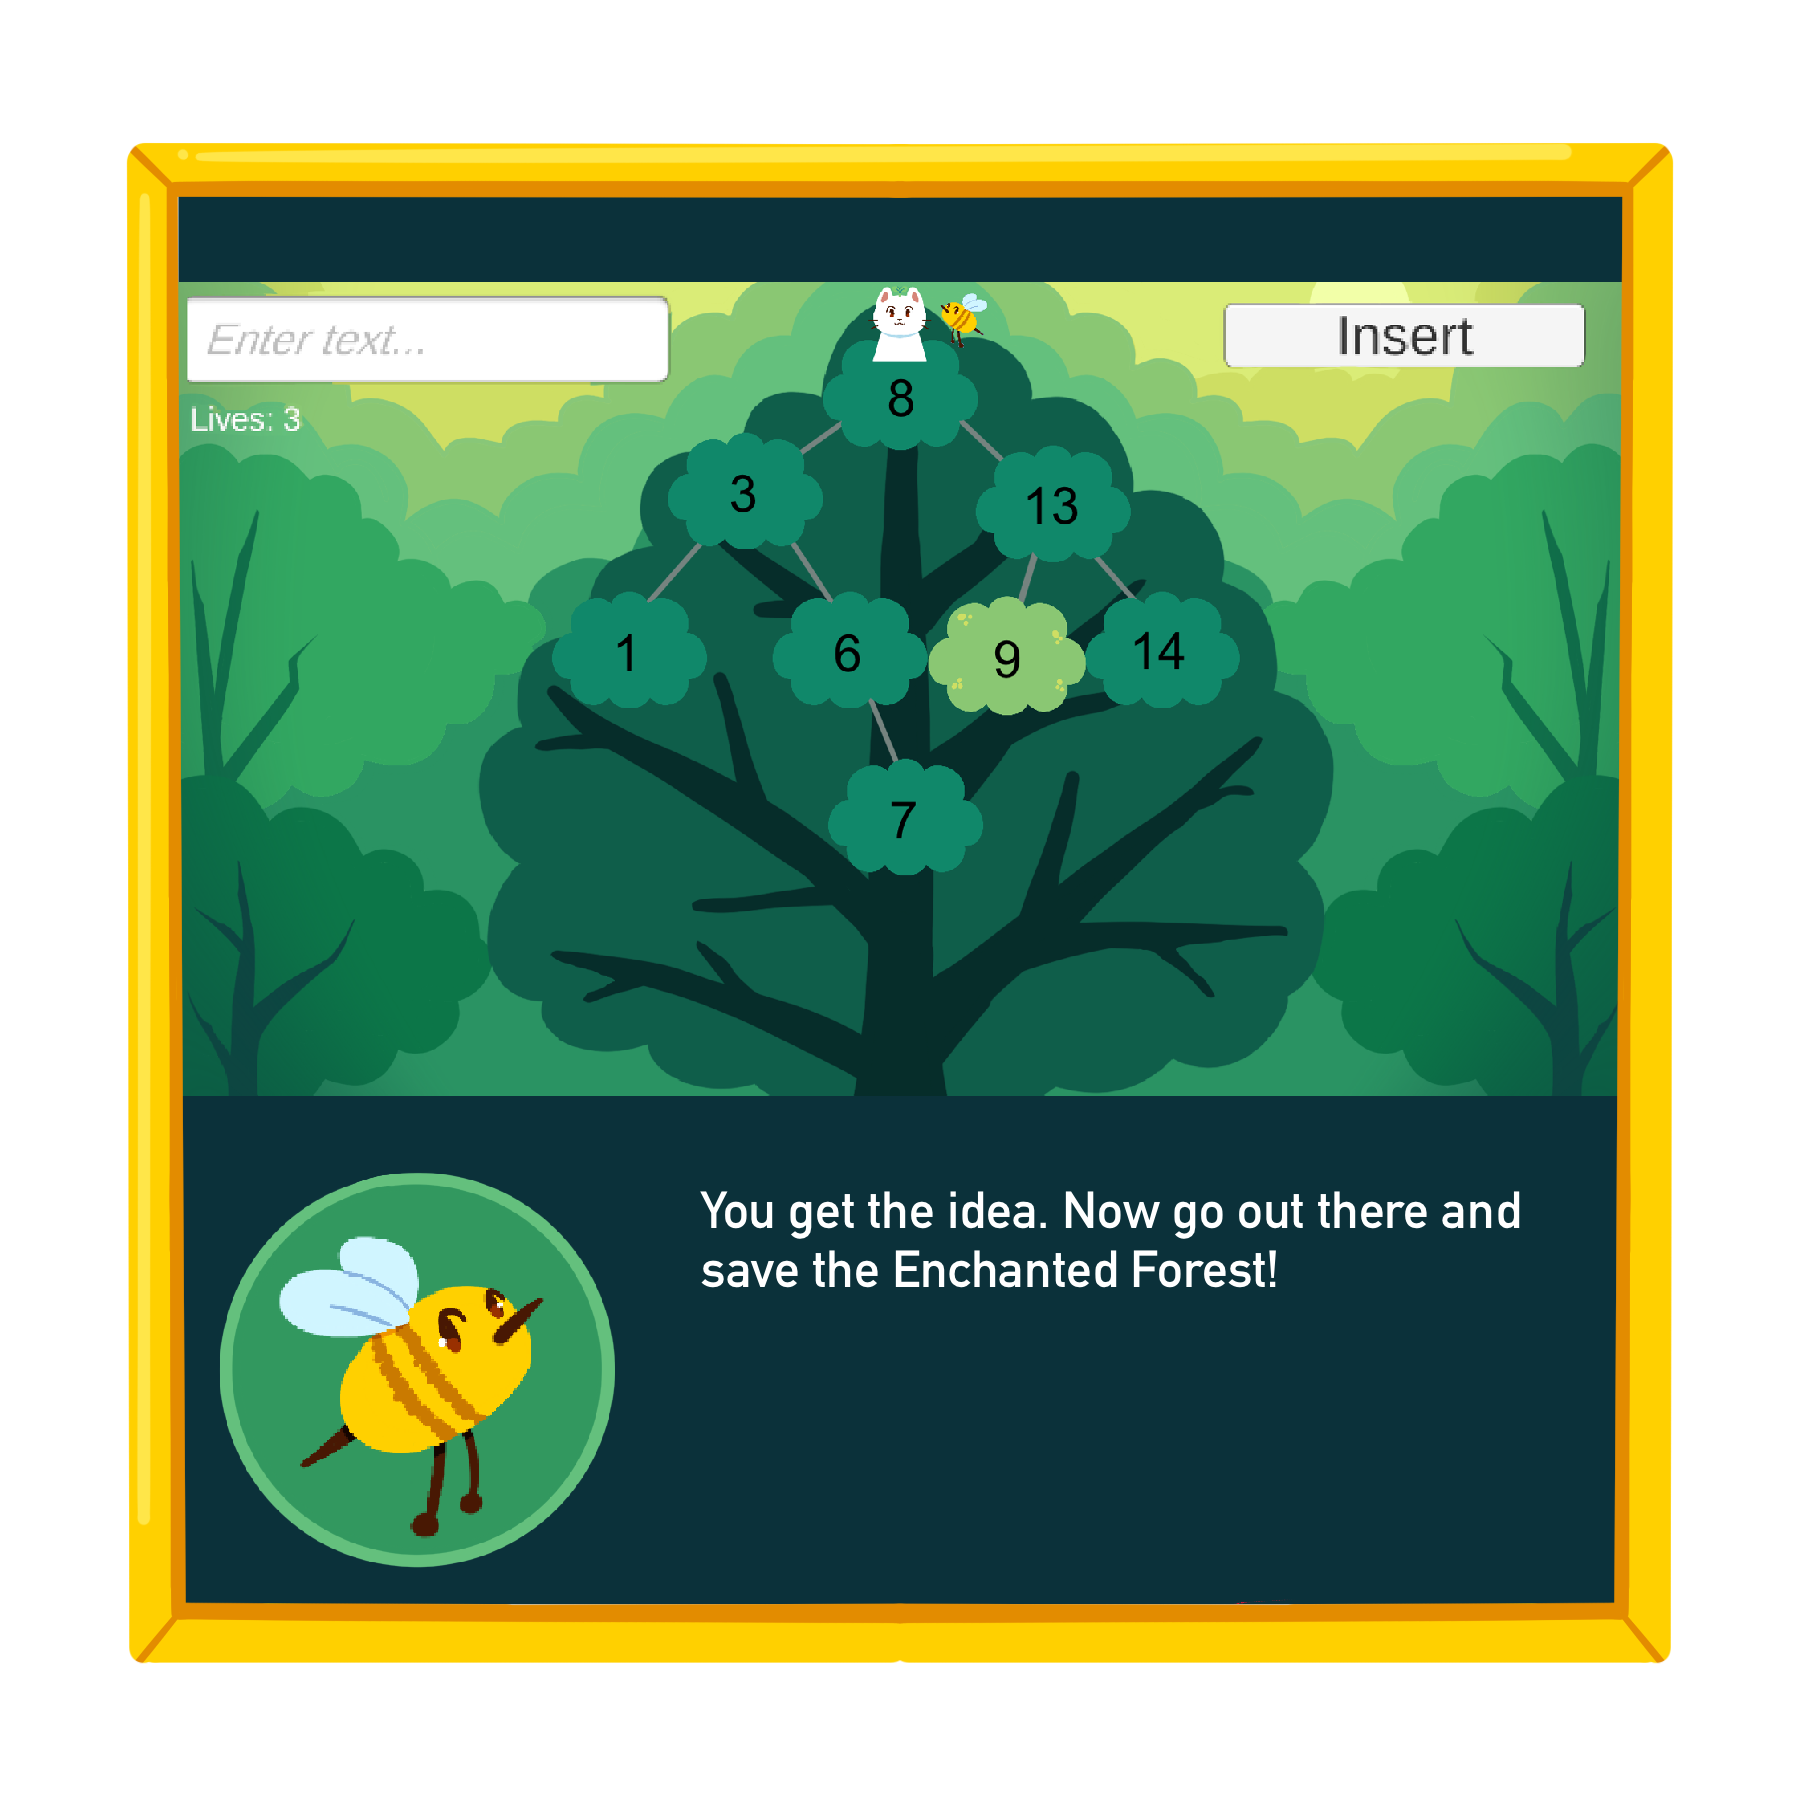 Enter text...
Insert
Lives: 3
8
3
13
1
6
9
14
7
You get the idea. Now go out there and
save the Enchanted Forest!